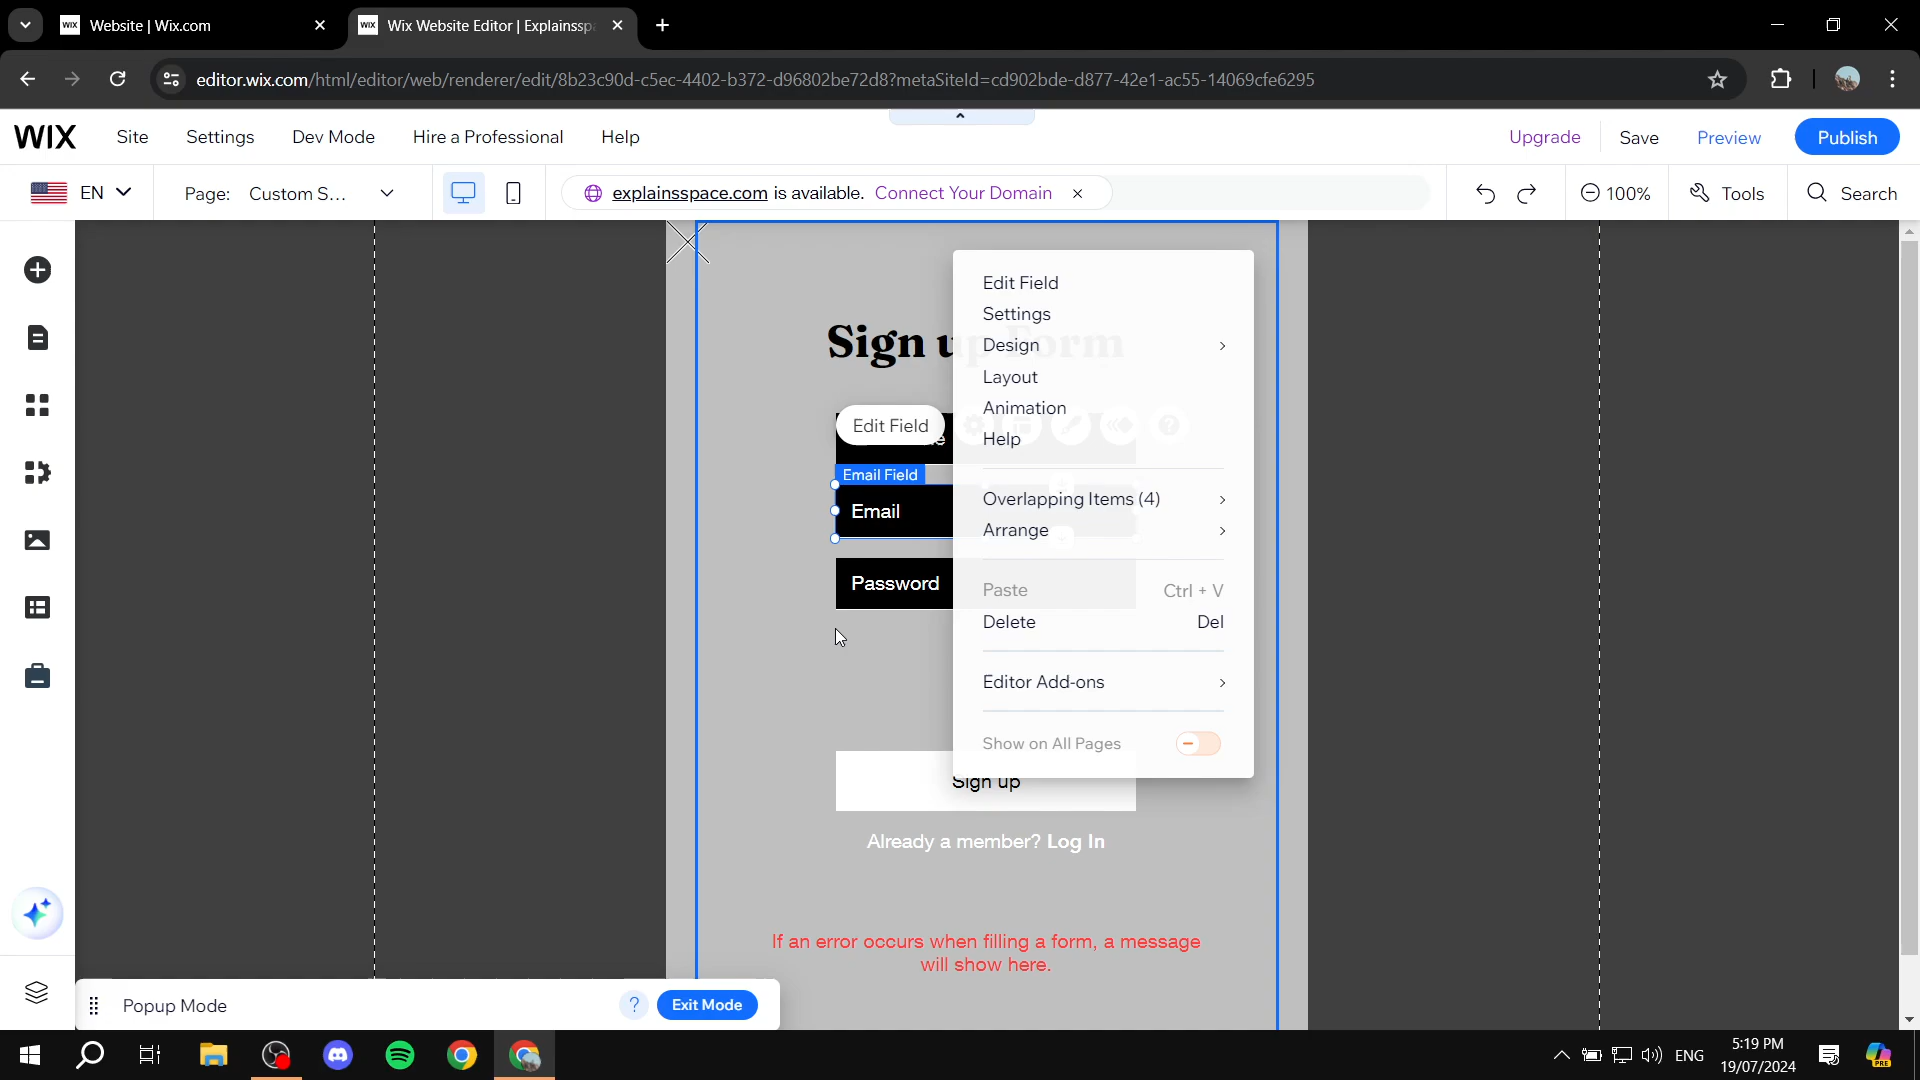 Website | Wix.com
Wix Website Editor | Explainssp
editor.wix.com/html/editor/web/renderer/edit/8b23c90d-c5ec-4402-b372-d96802be72d8?metaSiteId=cd902bde-d877-42e1-ac55-14069cfe6295
WIX Site Settings Dev Mode Hire a Professional Help Upgrade Save Preview Publish
EN Page: Custom S... explainsspace.com is available. Connect Your Domain 100% Tools Search
Sign up Form
Edit Field
Settings
Design
Layout
Animation
Help
Edit Field
Email Field
Email
Password
Overlapping Items (4)
Arrange
Paste Ctrl + V
Delete Del
Editor Add-ons
Show on All Pages
Sign up
Already a member? Log In
If an error occurs when filling a form, a message
will show here.
Popup Mode ? Exit Mode
ENG
5:19 PM
19/07/2024